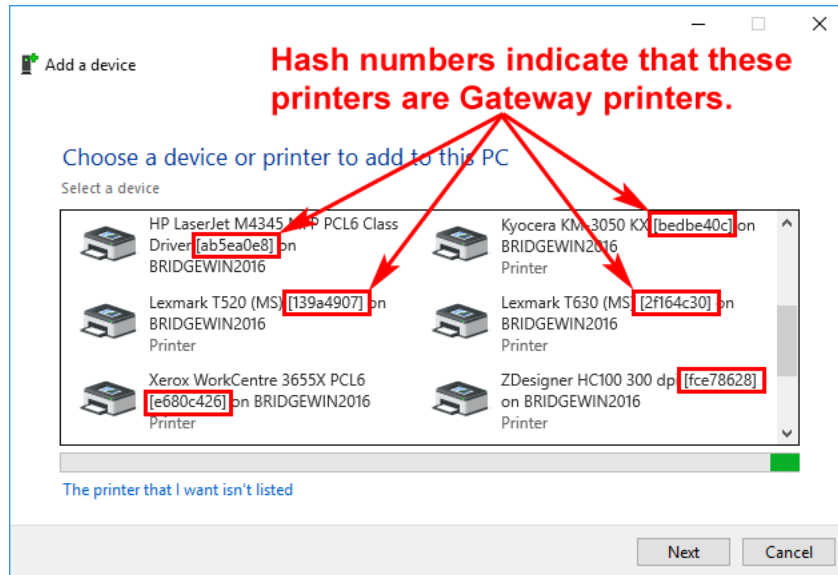 Add a device
Hash numbers indicate that these
printers are Gateway printers.
Choose a device or printer to add to this PC
Select a device
HP LaserJet M4345 MFP PCL6 Class
Driver [ab5ea0e8] on
BRIDGEWIN2016
Kyocera KM-3050 KX [bedbe40c] on
BRIDGEWIN2016
Printer
Lexmark T520 (MS) [139a4907] on
BRIDGEWIN2016
Printer
Lexmark T630 (MS) [2f164c30] on
BRIDGEWIN2016
Printer
Xerox WorkCentre 3655X PCL6
[e680c426] on BRIDGEWIN2016
Printer
ZDesigner HC100 300 dpi [fce78628]
on BRIDGEWIN2016
Printer
The printer that I want isn't listed
Next
Cancel